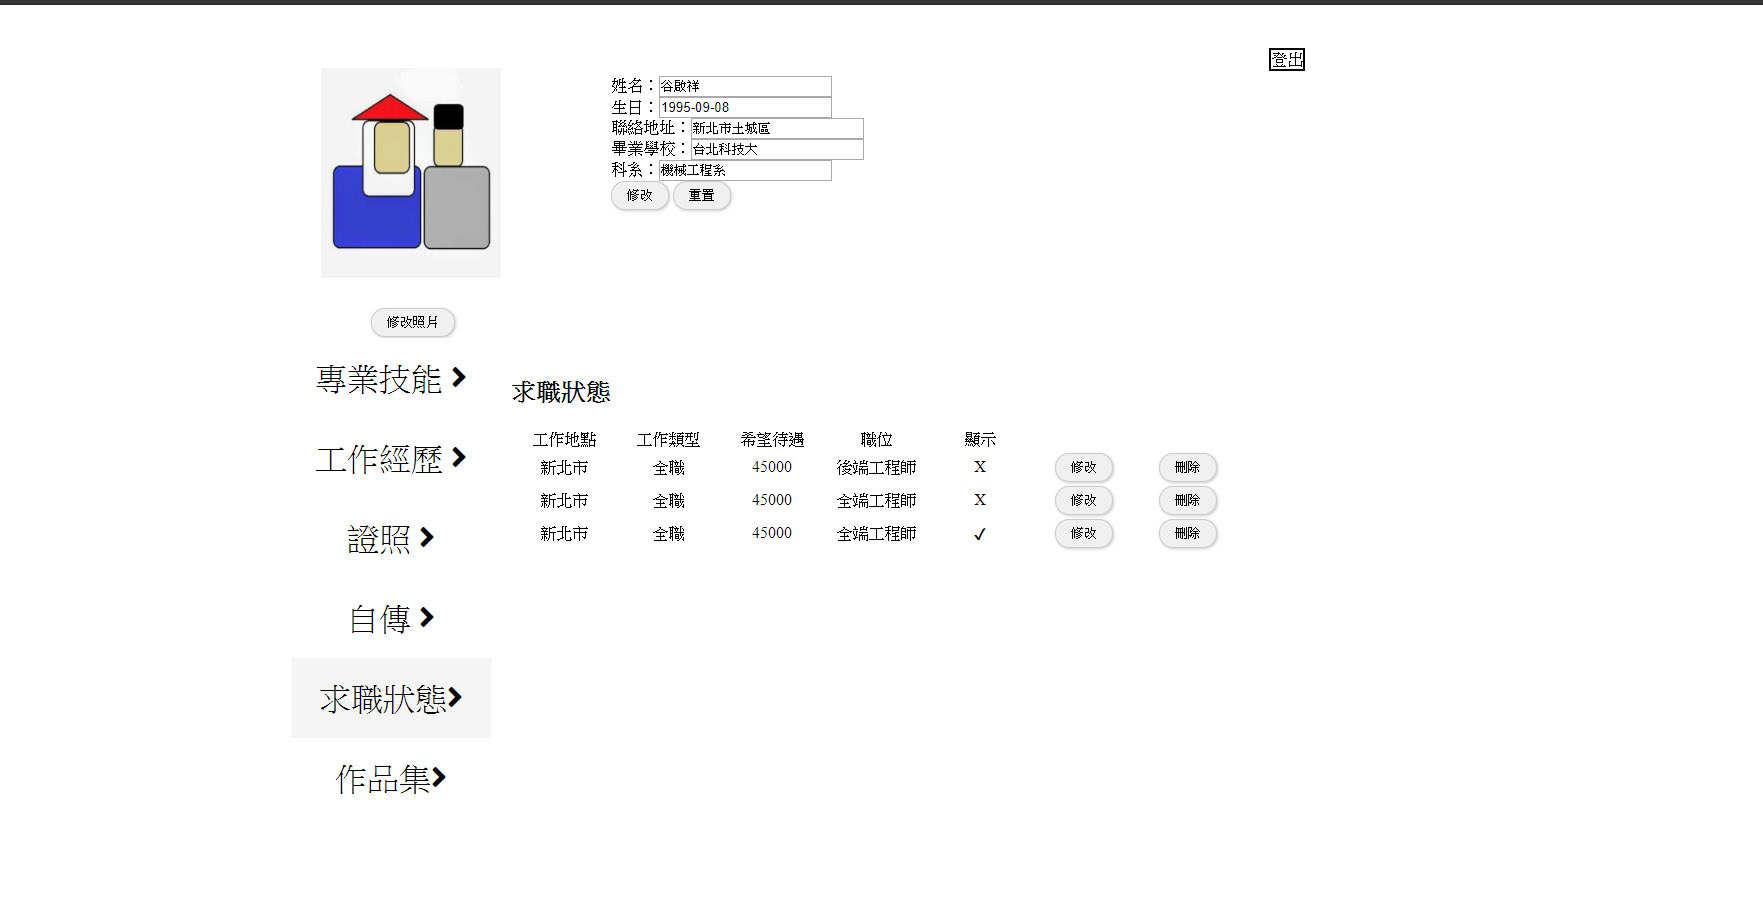 登出
姓名：谷啟祥
生日：1995-09-08
聯絡地址：新北市土城區
畢業學校：台北科技大
科系：機械工程系
修改 重置
修改照片
專業技能
工作經歷
證照
自傳
求職狀態
作品集
求職狀態
工作地點 工作類型 希望待遇 職位 顯示
新北市 全職 45000 後端工程師 X 修改 刪除
新北市 全職 45000 全端工程師 X 修改 刪除
新北市 全職 45000 全端工程師 ✓ 修改 刪除